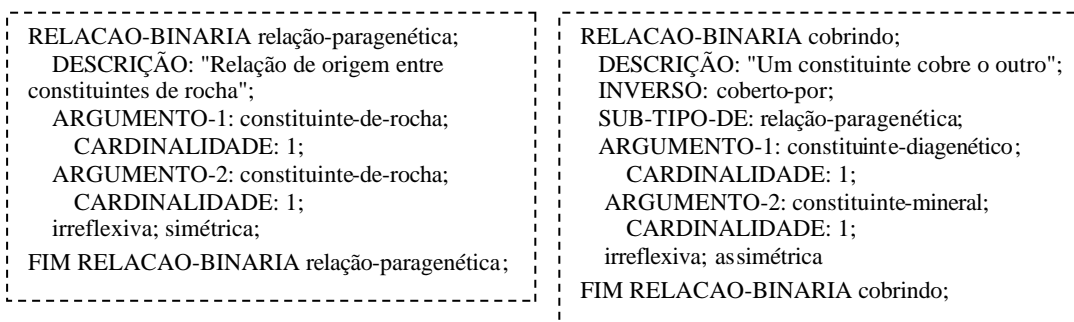 RELACAO-BINARIA relação-paragenética;
DESCRIÇÃO: "Relação de origem entre
constituintes de rocha";
ARGUMENTO-1: constituinte-de-rocha;
CARDINALIDADE: 1;
ARGUMENTO-2: constituinte-de-rocha;
CARDINALIDADE: 1;
irreflexiva; simétrica;
FIM RELACAO-BINARIA relação-paragenética;
RELACAO-BINARIA cobrindo;
DESCRIÇÃO: "Um constituinte cobre o outro";
INVERSO: coberto-por;
SUB-TIPO-DE: relação-paragenética;
ARGUMENTO-1: constituinte-diagenético;
CARDINALIDADE: 1;
ARGUMENTO-2: constituinte-mineral;
CARDINALIDADE: 1;
irreflexiva; assimétrica
FIM RELACAO-BINARIA cobrindo;